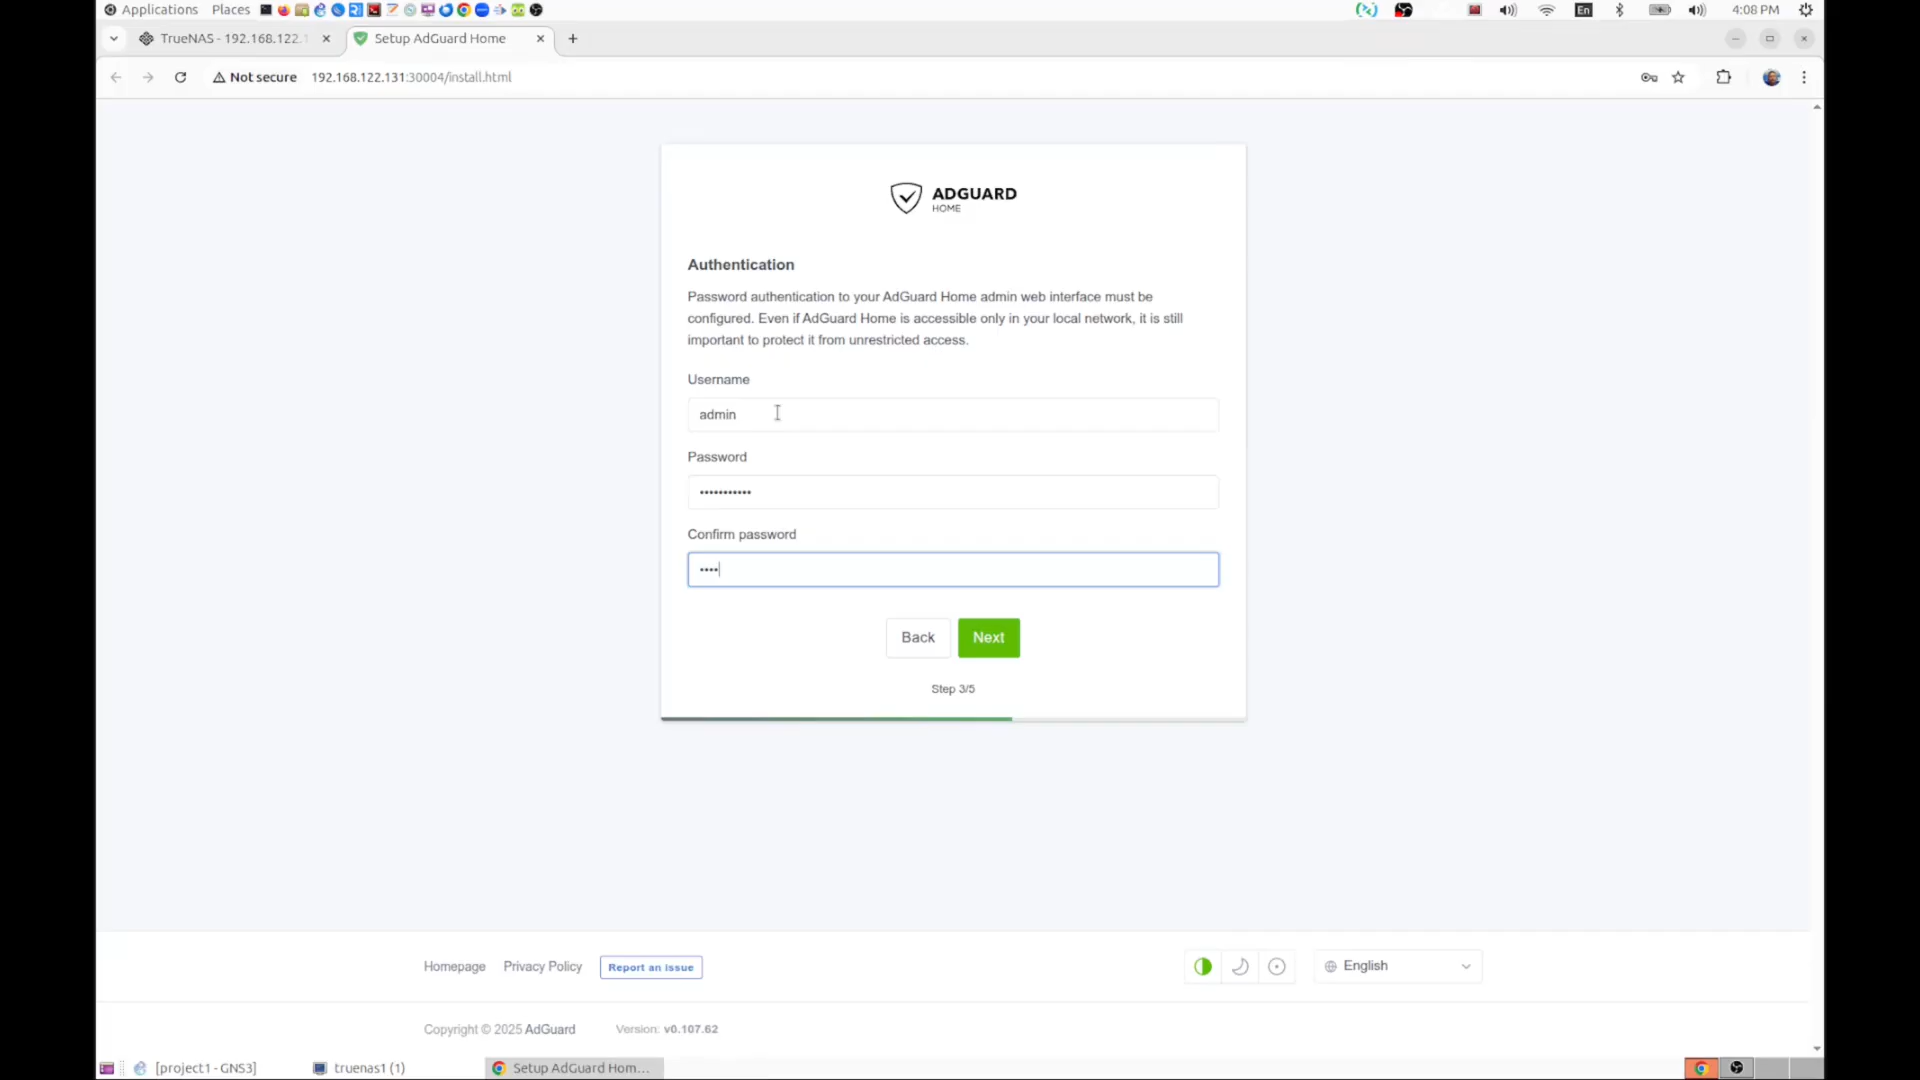 Applications Places En 4:08 PM
TrueNAS - 192.168.122.1 Setup AdGuard Home
Not secure 192.168.122.131:30004/install.html
ADGUARD
HOME
Authentication
Password authentication to your AdGuard Home admin web interface must be
configured. Even if AdGuard Home is accessible only in your local network, it is still
important to protect it from unrestricted access.
Username
admin
Password
•••••••••••
Confirm password
••••
Back Next
Step 3/5
Homepage Privacy Policy Report an issue English
Copyright © 2025 AdGuard Version: v0.107.62
[project1 - GNS3] truenas1 (1) Setup AdGuard Hom...